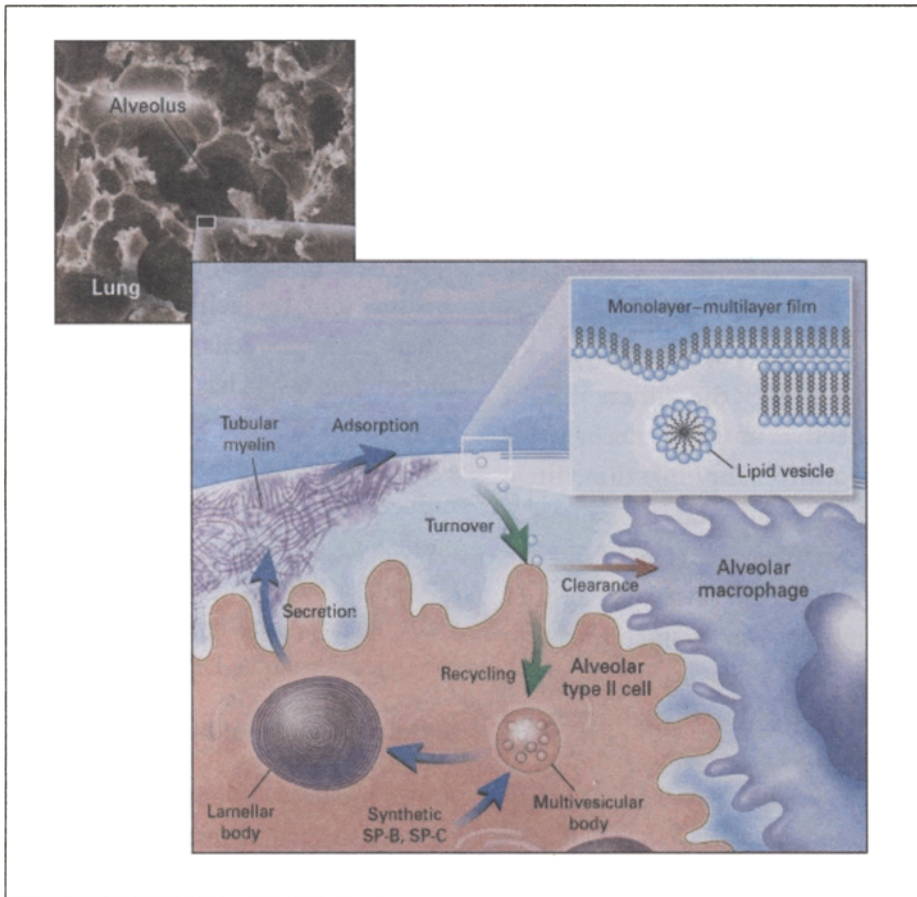 Alveolus
Lung
Monolayer–multilayer film
Lipid vesicle
Tubular
myelin
Adsorption
Turnover
Clearance
Alveolar
macrophage
Secretion
Recycling
Alveolar
type II cell
Lamellar
body
Synthetic
SP-B, SP-C
Multivesicular
body